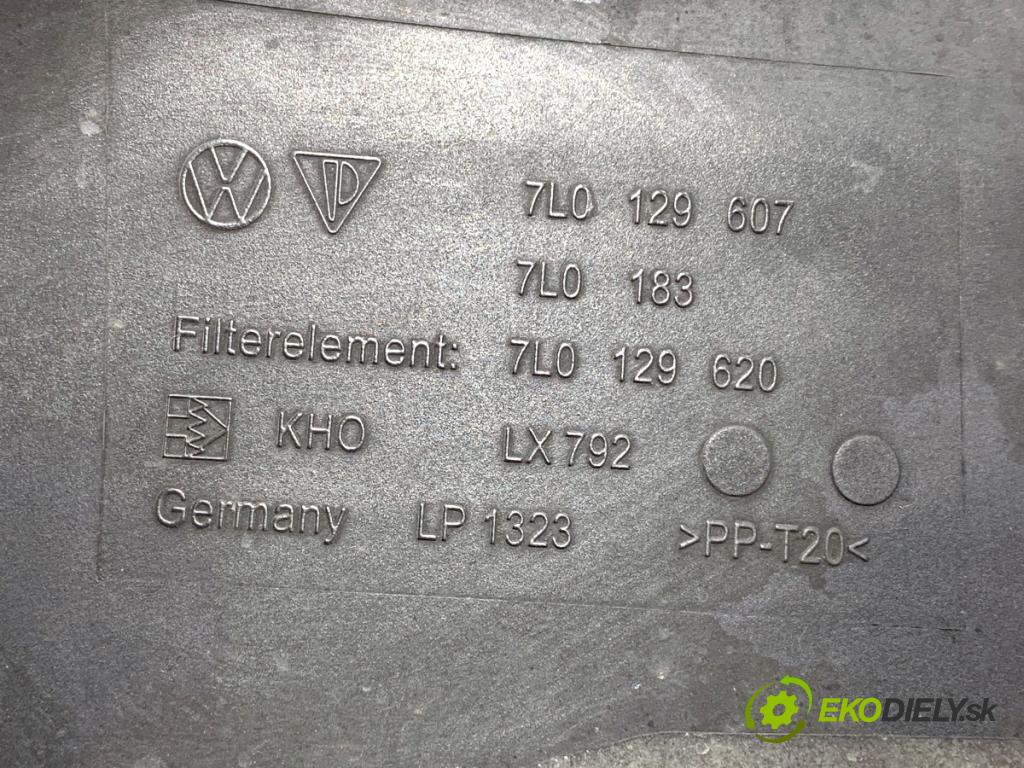 7L0 129 607
7L0 183
Filterelement: 7L0 129 620
KHO LX 792
Germany LP 1323 >PP-T20<
EKODIELY.sk